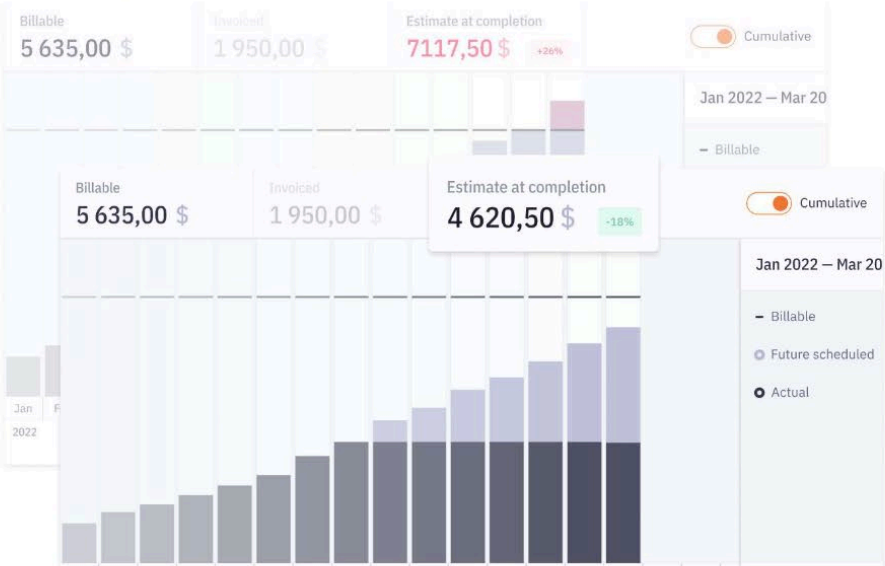 Billable
5 635,00 $
Invoiced
1 950,00 $
Estimate at completion
7117,50 $
+26%
Cumulative
Jan 2022 — Mar 20
– Billable
Jan
F
2022
Billable
5 635,00 $
Invoiced
1 950,00 $
Estimate at completion
4 620,50 $
-18%
Cumulative
Jan 2022 — Mar 20
– Billable
Future scheduled
Actual